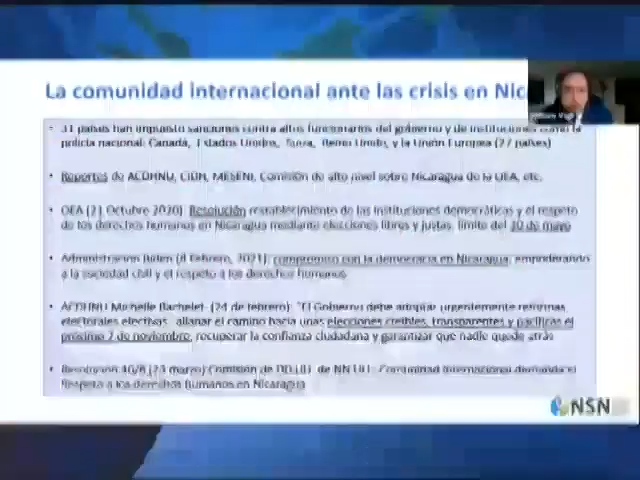 La comunidad internacional ante las crisis en Nic
• 31 países han impuesto sanciones contra altos funcionarios del gobierno y de instituciones como la
policía nacional: Canadá, Estados Unidos, Suiza, Reino Unido, y la Unión Europea (27 países)
• Reportes de ACDHNU, CIDH, MESENI, Comisión de alto nivel sobre Nicaragua de la OEA, etc.
• OEA (21 Octubre 2020): Resolución restablecimiento de las instituciones democráticas y el respeto
de los derechos humanos en Nicaragua mediante elecciones libres y justas, límite del 30 de mayo
• Administración Biden (8 febrero, 2021): compromiso con la democracia en Nicaragua, empoderando
a la sociedad civil y el respeto a los derechos humanos
• ACDHNU Michelle Bachelet (24 de febrero): "El Gobierno debe adoptar urgentemente reformas
electorales efectivas, allanar el camino hacia unas elecciones creíbles, transparentes y pacíficas el
próximo 7 de noviembre, recuperar la confianza ciudadana y garantizar que nadie quede atrás
• Resolución 46/8 (23 marzo) Comisión de DD.HH. de NN.UU.: Comunidad internacional demanda el
Respeto a los derechos humanos en Nicaragua
NSN